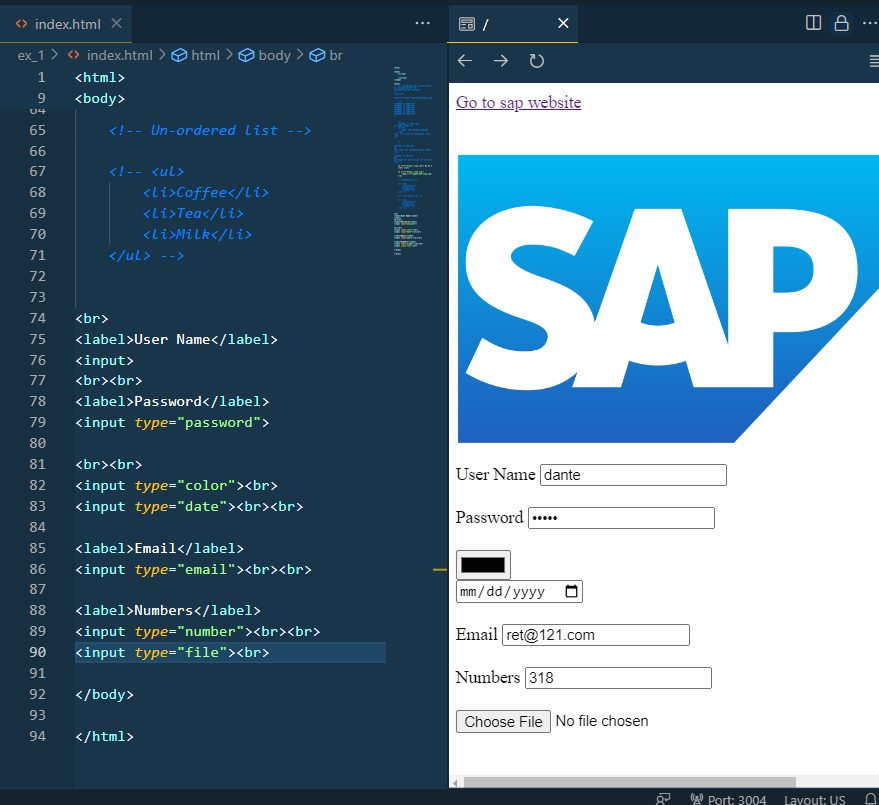 index.html
/
ex_1 > index.html > html > body > br
1 <html>
9 <body>
64
65 <!-- Un-ordered list -->
66
67 <!-- <ul>
68 <li>Coffee</li>
69 <li>Tea</li>
70 <li>Milk</li>
71 </ul> -->
72
73
74 <br>
75 <label>User Name</label>
76 <input>
77 <br><br>
78 <label>Password</label>
79 <input type="password">
80
81 <br><br>
82 <input type="color"><br>
83 <input type="date"><br><br>
84
85 <label>Email</label>
86 <input type="email"><br><br>
87
88 <label>Numbers</label>
89 <input type="number"><br><br>
90 <input type="file"><br>
91
92 </body>
93
94 </html>
Go to sap website
SAP
User Name dante
Password •••••
mm/dd/yyyy
Email ret@121.com
Numbers 318
Choose File No file chosen
Port: 3004 Layout: US